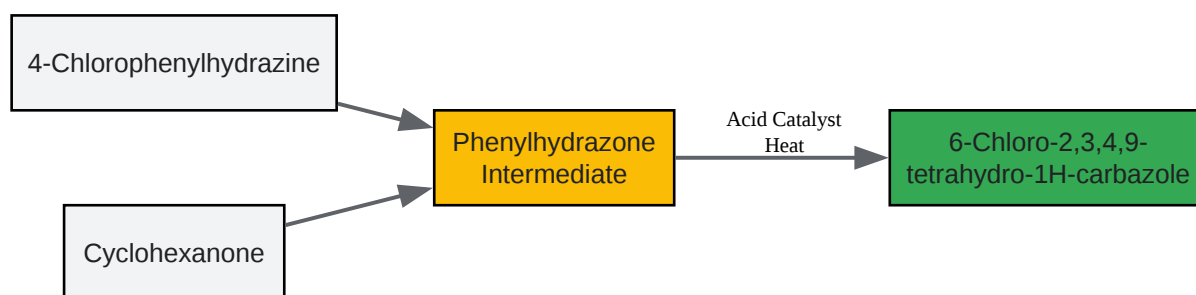 4-Chlorophenylhydrazine
Cyclohexanone
Phenylhydrazone
Intermediate
Acid Catalyst
Heat
6-Chloro-2,3,4,9-
tetrahydro-1H-carbazole